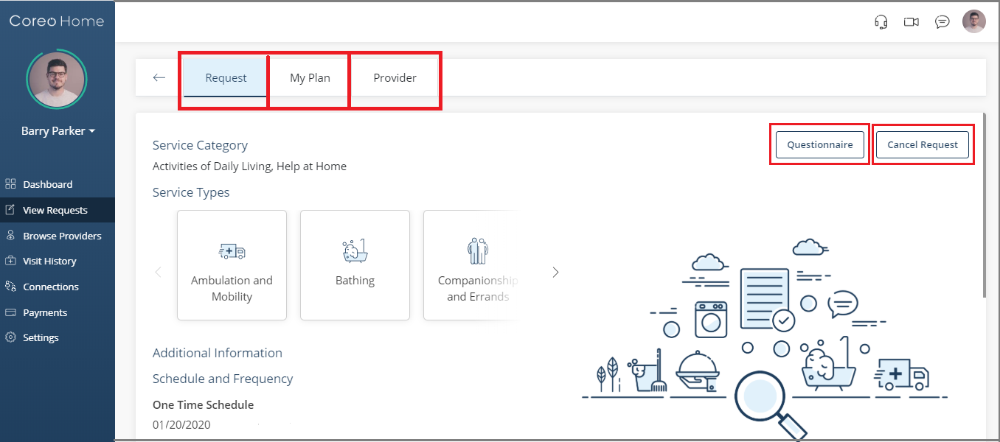 Coreo Home
Barry Parker
Dashboard
View Requests
Browse Providers
Visit History
Connections
Payments
Settings
Request
My Plan
Provider
Questionnaire
Cancel Request
Service Category
Activities of Daily Living, Help at Home
Service Types
Ambulation and
Mobility
Bathing
Companionship
and Errands
Additional Information
Schedule and Frequency
One Time Schedule
01/20/2020